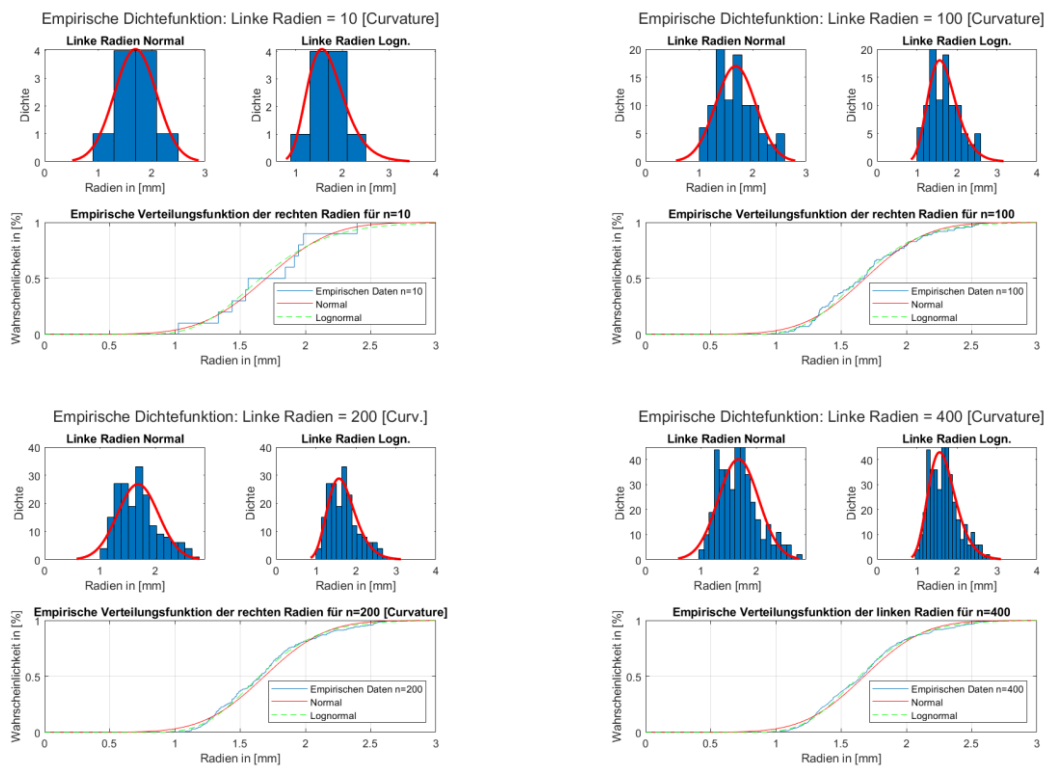 Empirische Dichtefunktion: Linke Radien = 10 [Curvature]
Linke Radien Normal
Dichte
4
3
2
1
0
0 1 2 3
Radien in [mm]
Linke Radien Logn.
Dichte
4
3
2
1
0
1 2 3 4
Radien in [mm]
Empirische Verteilungsfunktion der rechten Radien für n=10
Wahrscheinlichkeit in [%]
1
0.5
0
Empirischen Daten n=10
Normal
Lognormal
0 0.5 1 1.5 2 2.5 3
Radien in [mm]
Empirische Dichtefunktion: Linke Radien = 100 [Curvature]
Linke Radien Normal
Dichte
20
15
10
5
0
0 1 2 3
Radien in [mm]
Linke Radien Logn.
Dichte
20
15
10
5
0
0 1 2 3 4
Radien in [mm]
Empirische Verteilungsfunktion der rechten Radien für n=100
Wahrscheinlichkeit in [%]
1
0.5
0
Empirischen Daten n=100
Normal
Lognormal
0 0.5 1 1.5 2 2.5 3
Radien in [mm]
Empirische Dichtefunktion: Linke Radien = 200 [Curv.]
Linke Radien Normal
Dichte
40
30
20
10
0
0 1 2
Radien in [mm]
Linke Radien Logn.
Dichte
40
30
20
10
0
0 1 2 3 4
Radien in [mm]
Empirische Verteilungsfunktion der rechten Radien für n=200 [Curvature]
Wahrscheinlichkeit in [%]
1
0.5
0
Empirischen Daten n=200
Normal
Lognormal
0 0.5 1 1.5 2 2.5 3
Radien in [mm]
Empirische Dichtefunktion: Linke Radien = 400 [Curvature]
Linke Radien Normal
Dichte
40
30
20
10
0
0 1 2
Radien in [mm]
Linke Radien Logn.
Dichte
40
30
20
10
0
0 1 2 3 4
Radien in [mm]
Empirische Verteilungsfunktion der linken Radien für n=400
Wahrscheinlichkeit in [%]
1
0.5
0
Empirischen Daten n=400
Normal
Lognormal
0 0.5 1 1.5 2 2.5 3
Radien in [mm]